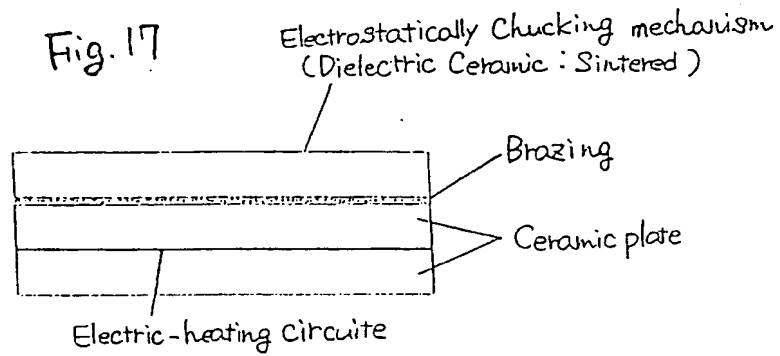 Fig. 17
Electrostatically Chucking mechanism
(Dielectric Ceramic : Sintered)
Brazing
Ceramic plate
Electric-heating Circuite